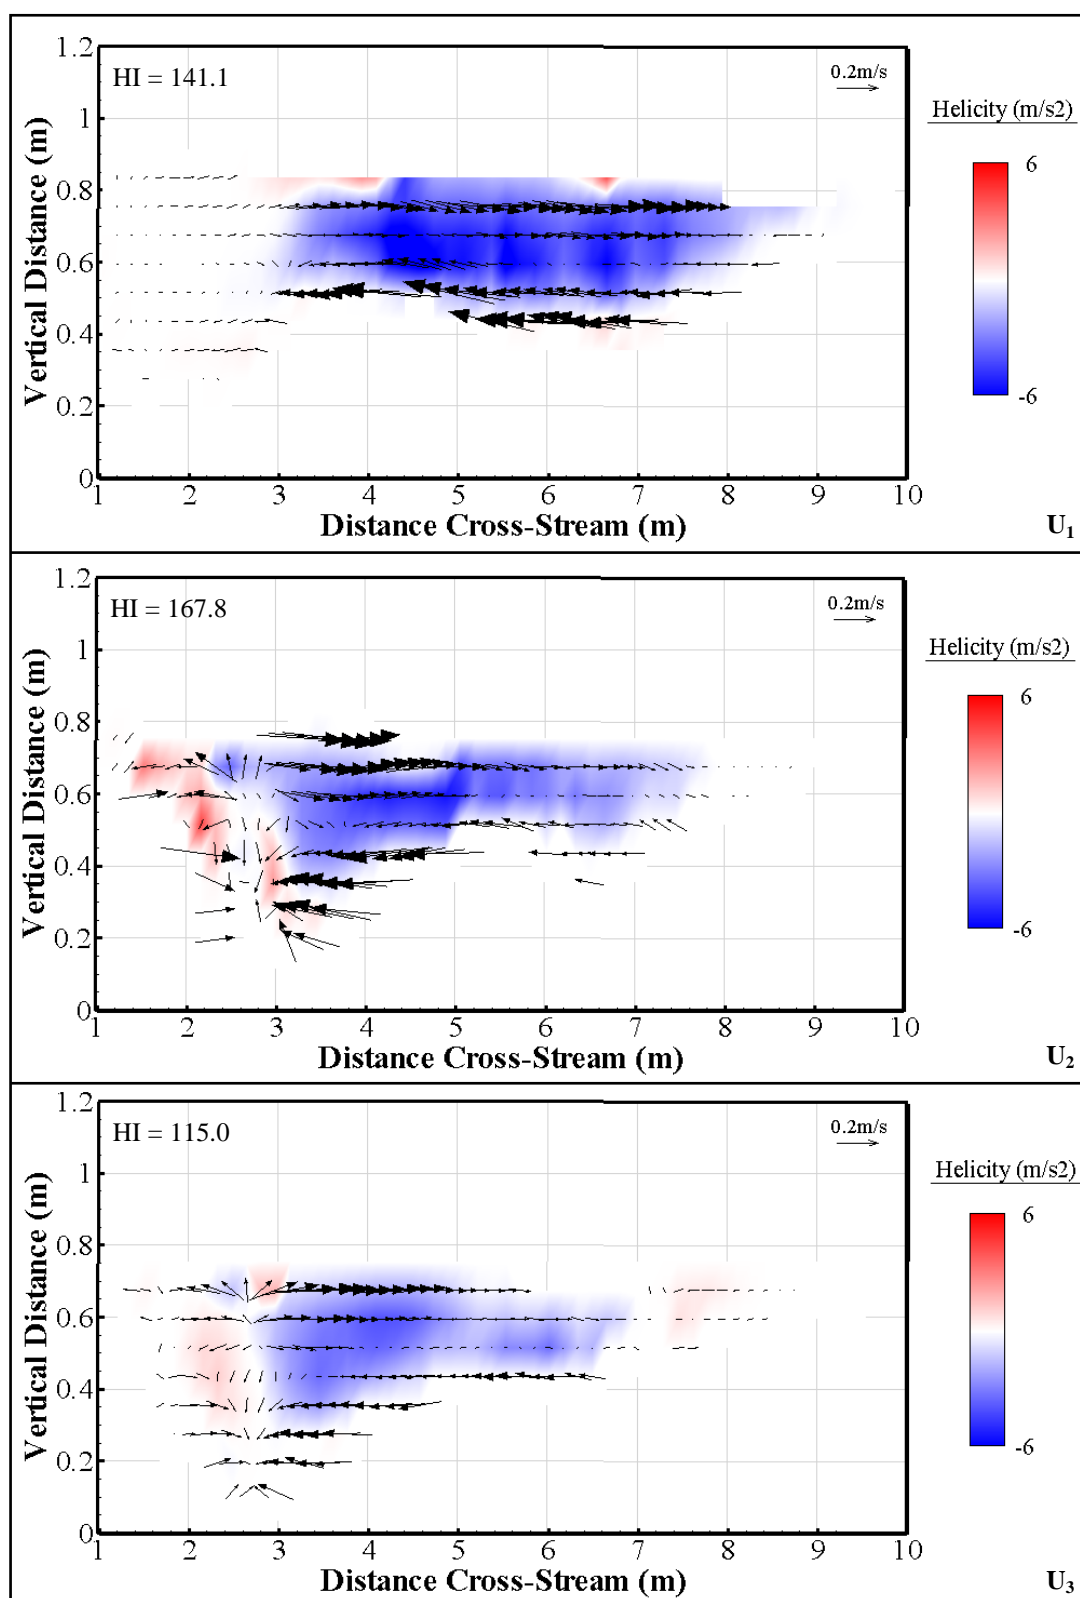 1.2
HI = 141.1
0.2m/s
1
Helicity (m/s2)
6
0.8
0.6
Vertical Distance (m)
0.4
-6
0.2
0
1 2 3 4 5 6 7 8 9 10
Distance Cross-Stream (m)
U1
1.2
HI = 167.8
0.2m/s
1
Helicity (m/s2)
6
0.8
0.6
Vertical Distance (m)
0.4
-6
0.2
0
1 2 3 4 5 6 7 8 9 10
Distance Cross-Stream (m)
U2
1.2
HI = 115.0
0.2m/s
1
Helicity (m/s2)
6
0.8
0.6
Vertical Distance (m)
0.4
-6
0.2
0
1 2 3 4 5 6 7 8 9 10
Distance Cross-Stream (m)
U3